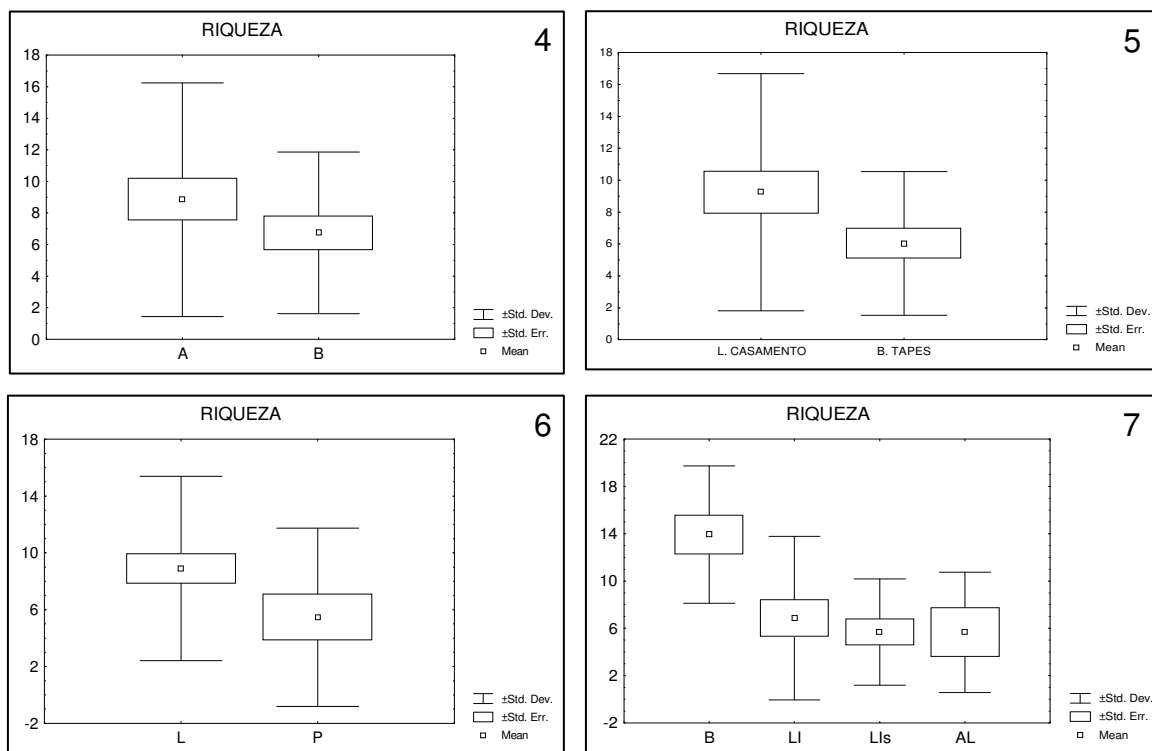 RIQUEZA
4
18
16
14
12
10
8
6
4
2
0
A
B
±Std. Dev.
±Std. Err.
Mean
RIQUEZA
5
18
16
14
12
10
8
6
4
2
0
L. CASAMENTO
B. TAPES
±Std. Dev.
±Std. Err.
Mean
RIQUEZA
6
18
14
10
6
2
-2
L
P
±Std. Dev.
±Std. Err.
Mean
RIQUEZA
7
22
18
14
10
6
2
-2
B
LI
LIs
AL
±Std. Dev.
±Std. Err.
Mean